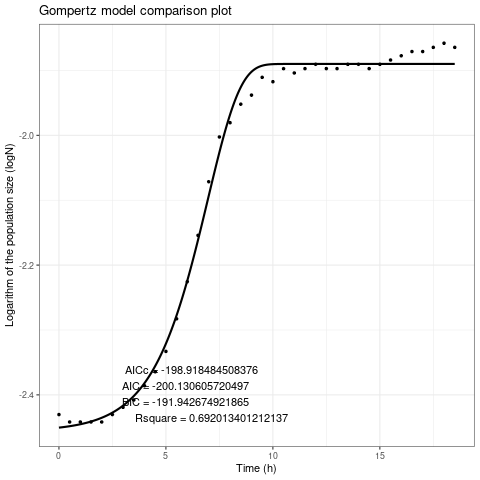 Gompertz model comparison plot
Logarithm of the population size (logN)
-2.0
-2.2
-2.4
AICc = -198.918484508376
AIC = -200.130605720497
BIC = -191.942674921865
Rsquare = 0.692013401212137
0 5 10 15
Time (h)